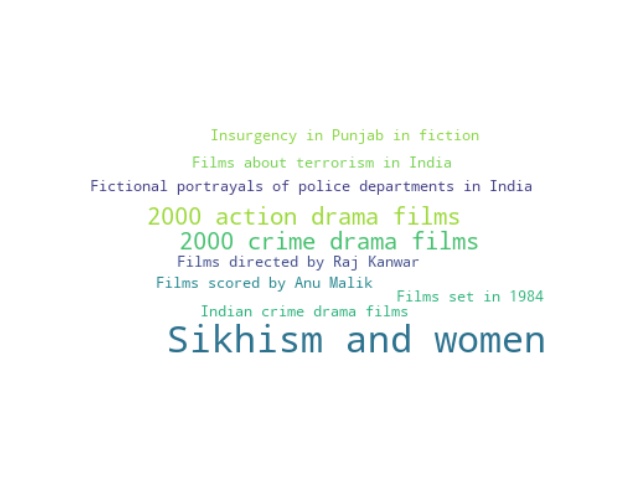 Insurgency in Punjab in fiction
Films about terrorism in India
Fictional portrayals of police departments in India
2000 action drama films
2000 crime drama films
Films directed by Raj Kanwar
Films scored by Anu Malik
Films set in 1984
Indian crime drama films
Sikhism and women